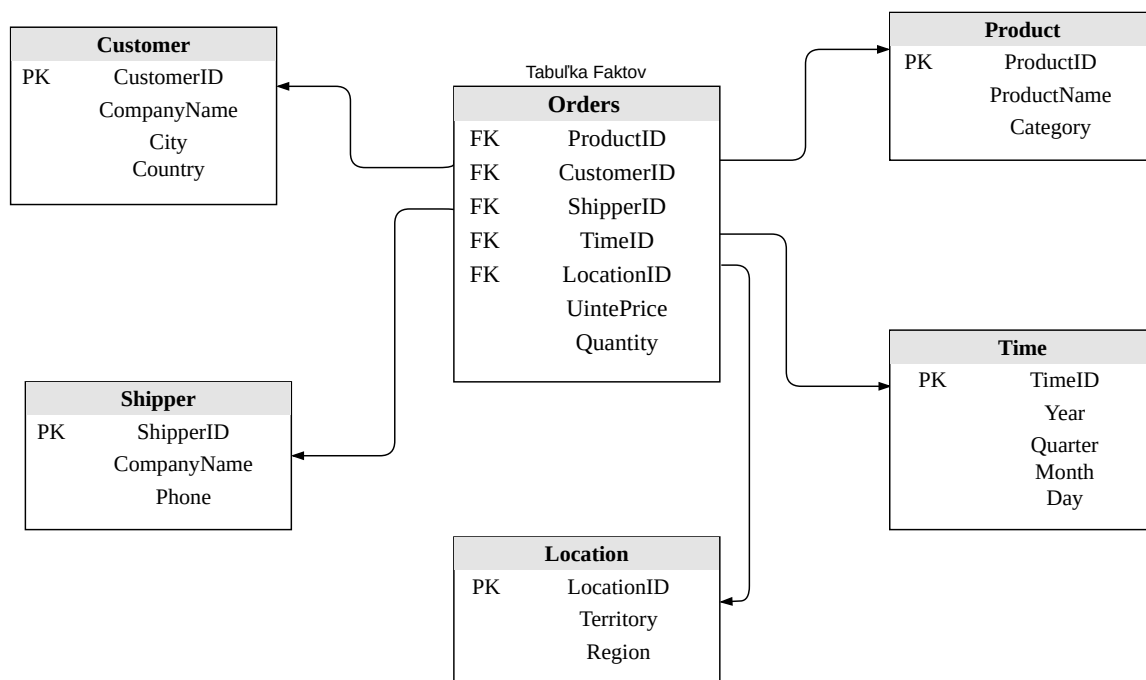 Customer
PK CustomerID
CompanyName
City
Country
Tabuľka Faktov
Orders
FK ProductID
FK CustomerID
FK ShipperID
FK TimeID
FK LocationID
UintePrice
Quantity
Product
PK ProductID
ProductName
Category
Shipper
PK ShipperID
CompanyName
Phone
Time
PK TimeID
Year
Quarter
Month
Day
Location
PK LocationID
Territory
Region